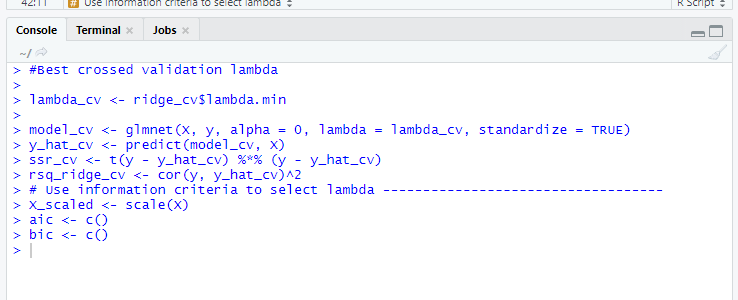 42:11 # Use information criteria to select lambda R Script
Console Terminal × Jobs ×
~/
> #Best crossed validation lambda
>
> lambda_cv <- ridge_cv$lambda.min
>
> model_cv <- glmnet(X, y, alpha = 0, lambda = lambda_cv, standardize = TRUE)
> y_hat_cv <- predict(model_cv, X)
> ssr_cv <- t(y - y_hat_cv) %*% (y - y_hat_cv)
> rsq_ridge_cv <- cor(y, y_hat_cv)^2
> # Use information criteria to select lambda -----------------------------------
> X_scaled <- scale(X)
> aic <- c()
> bic <- c()
>